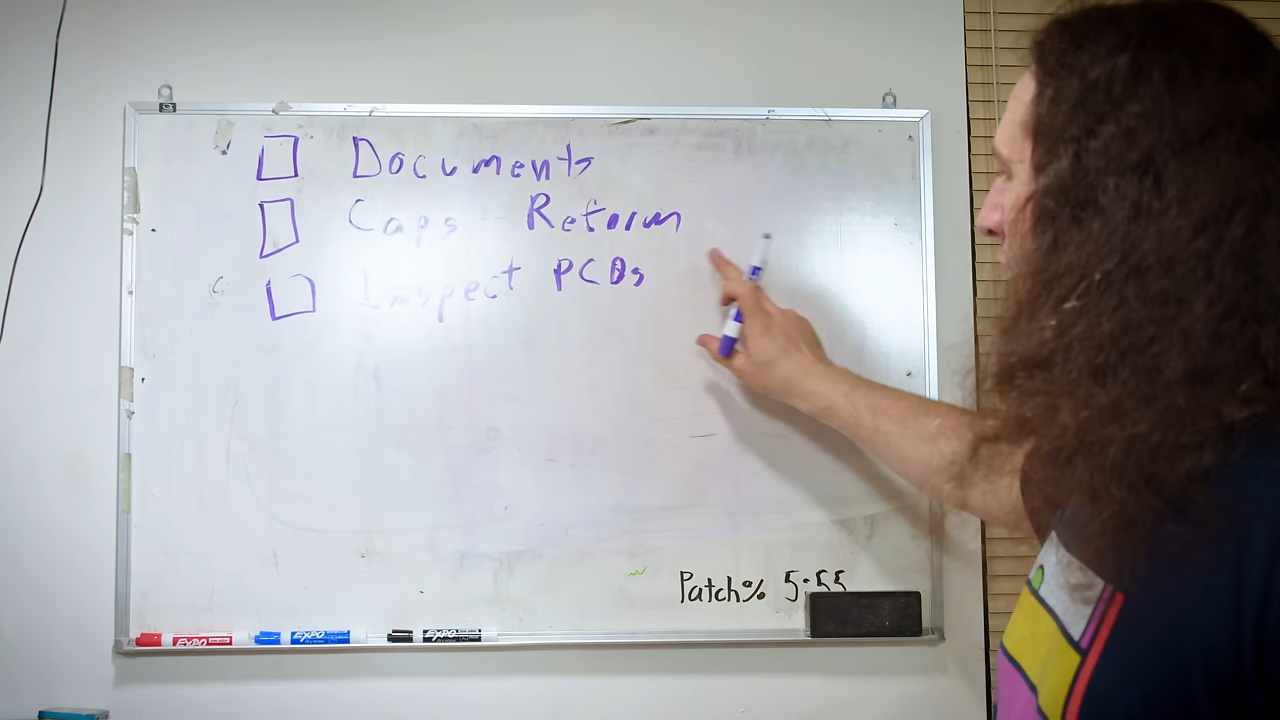 Documents
Caps Reform
Inspect PCBs
Patch% 5:55
EXPO EXPO EXPO